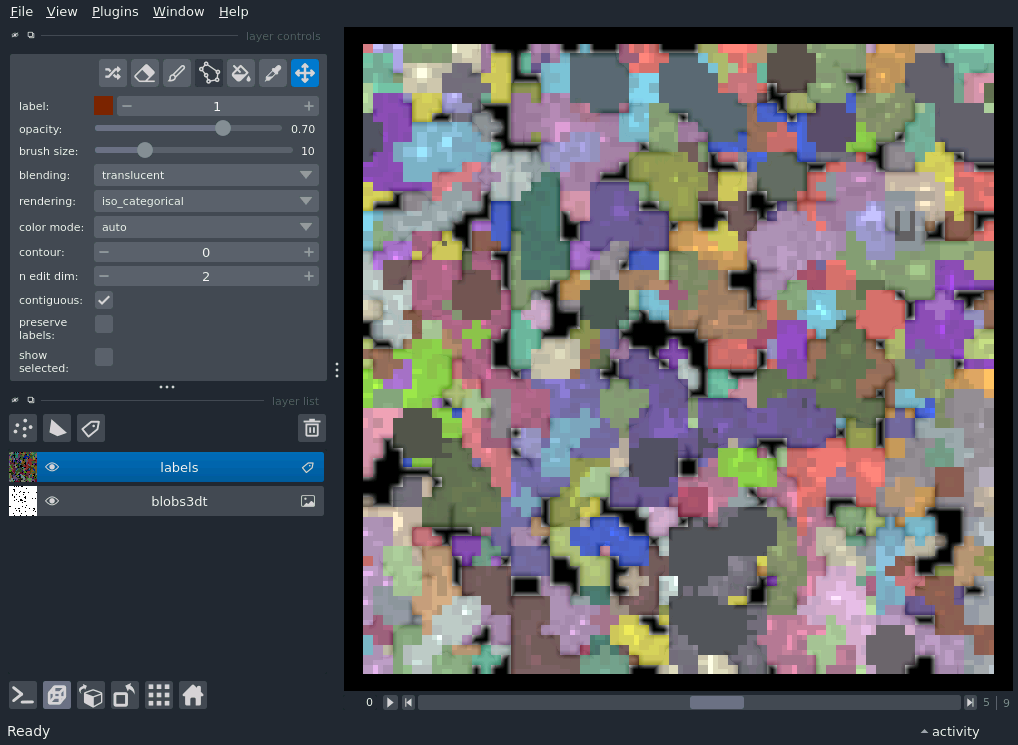 File View Plugins Window Help
layer controls
label: 1
opacity: 0.70
brush size: 10
blending: translucent
rendering: iso_categorical
color mode: auto
contour: 0
n edit dim: 2
contiguous:
preserve
labels:
show
selected:
layer list
labels
blobs3dt
0 5 9
Ready activity